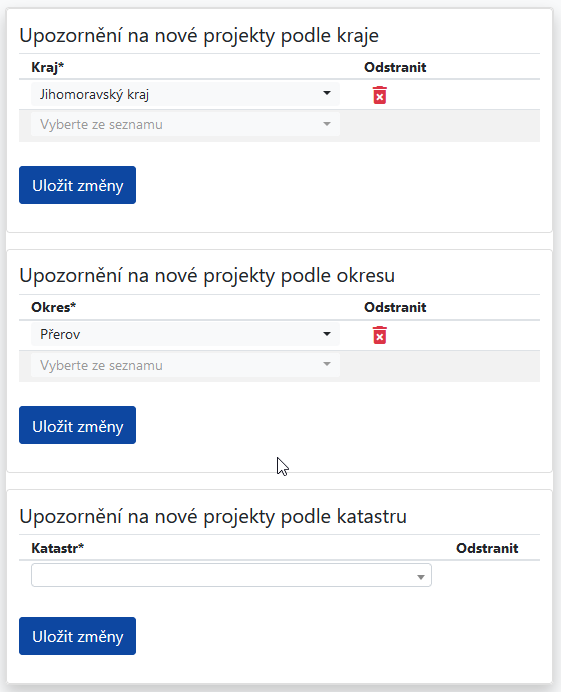 Upozornění na nové projekty podle kraje
Kraj* Odstranit
Jihomoravský kraj
Vyberte ze seznamu
Uložit změny
Upozornění na nové projekty podle okresu
Okres* Odstranit
Přerov
Vyberte ze seznamu
Uložit změny
Upozornění na nové projekty podle katastru
Katastr* Odstranit
Uložit změny